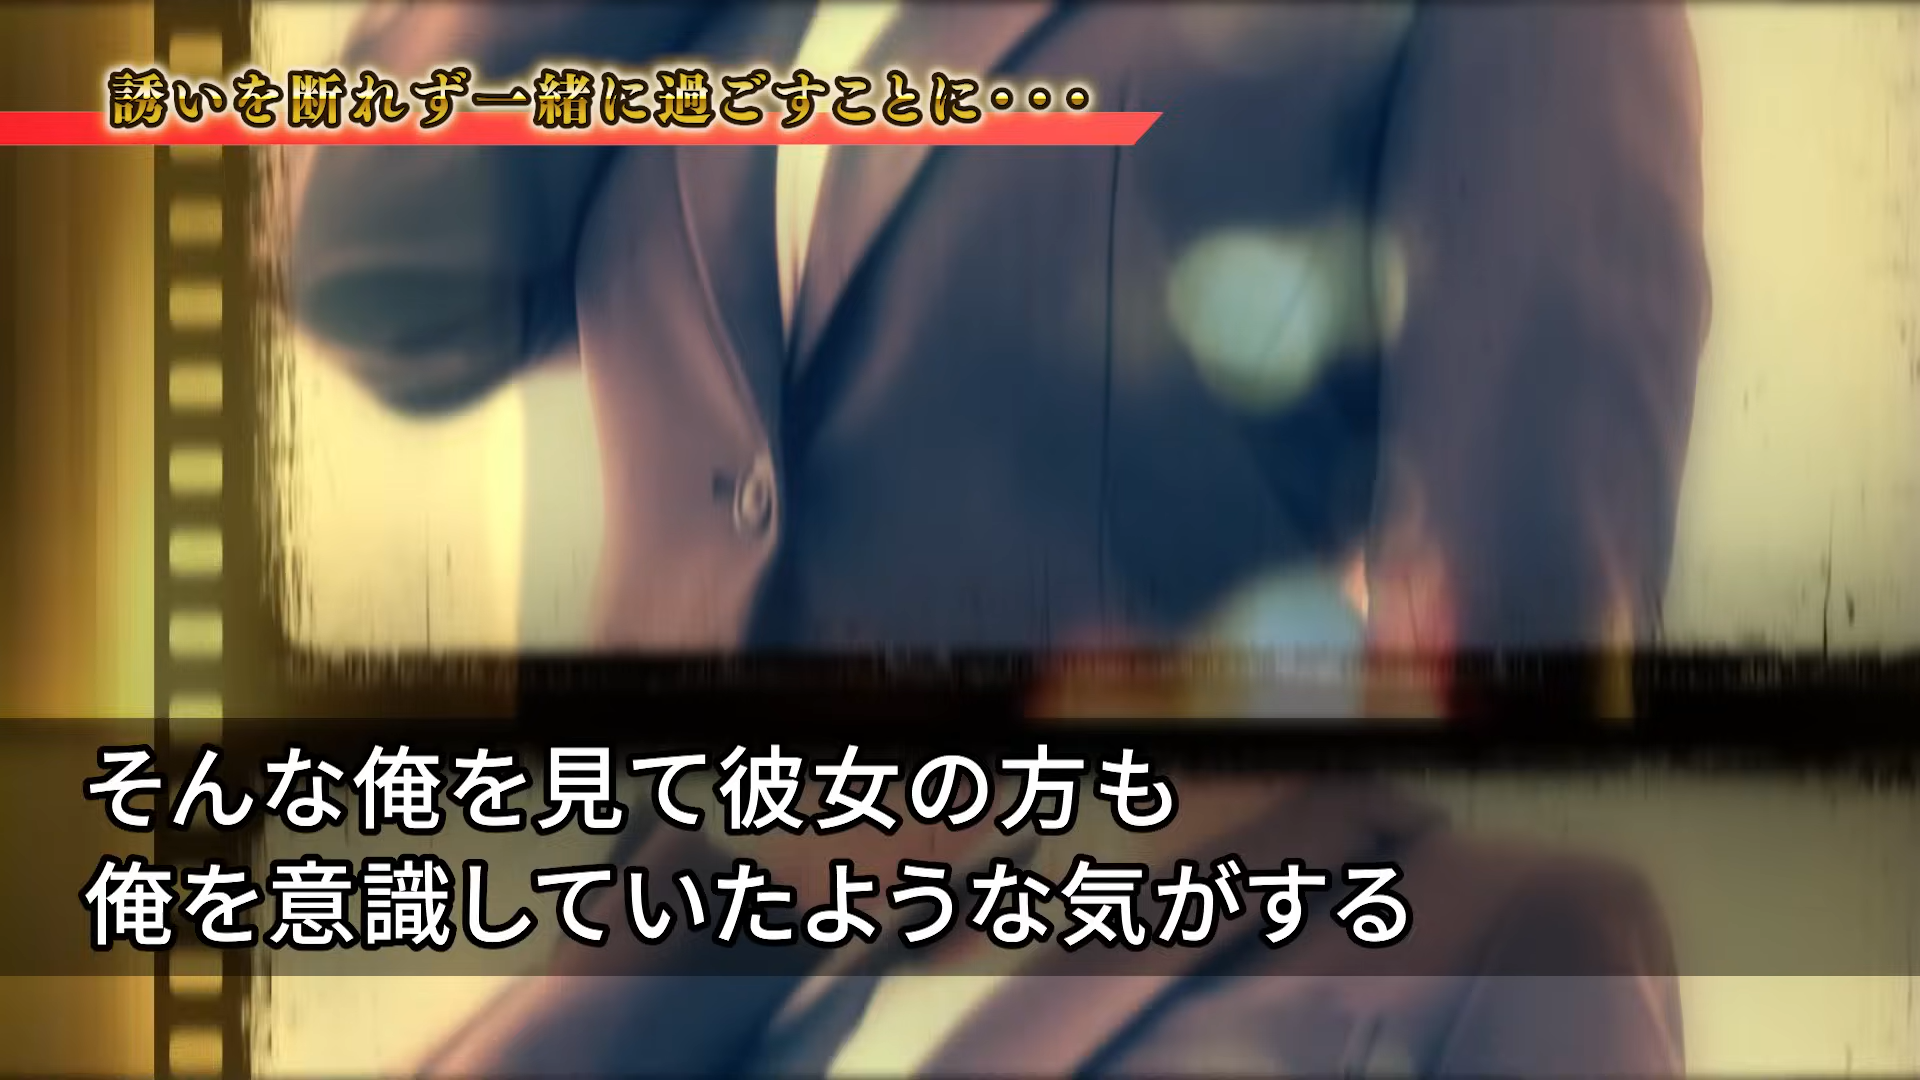 誘いを断れず一緒に過ごすことに・・・
そんな俺を見て彼女の方も
俺を意識していたような気がする